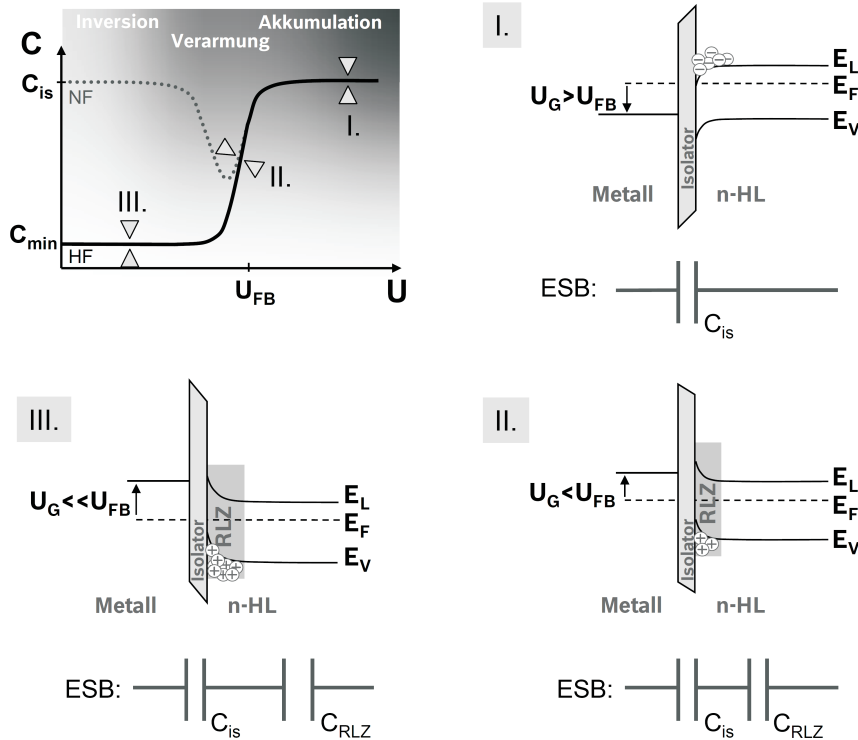 Inversion
Akkumulation
Verarmung
C
C_is
NF
I.
II.
III.
C_min
HF
U_FB
U
I.
U_G>U_FB
E_L
E_F
E_V
Isolator
Metall
n-HL
ESB:
C_is
III.
U_G<<U_FB
E_L
E_F
E_V
RLZ
Isolator
Metall
n-HL
ESB:
C_is
C_RLZ
II.
U_G<U_FB
E_L
E_F
E_V
RLZ
Isolator
Metall
n-HL
ESB:
C_is
C_RLZ